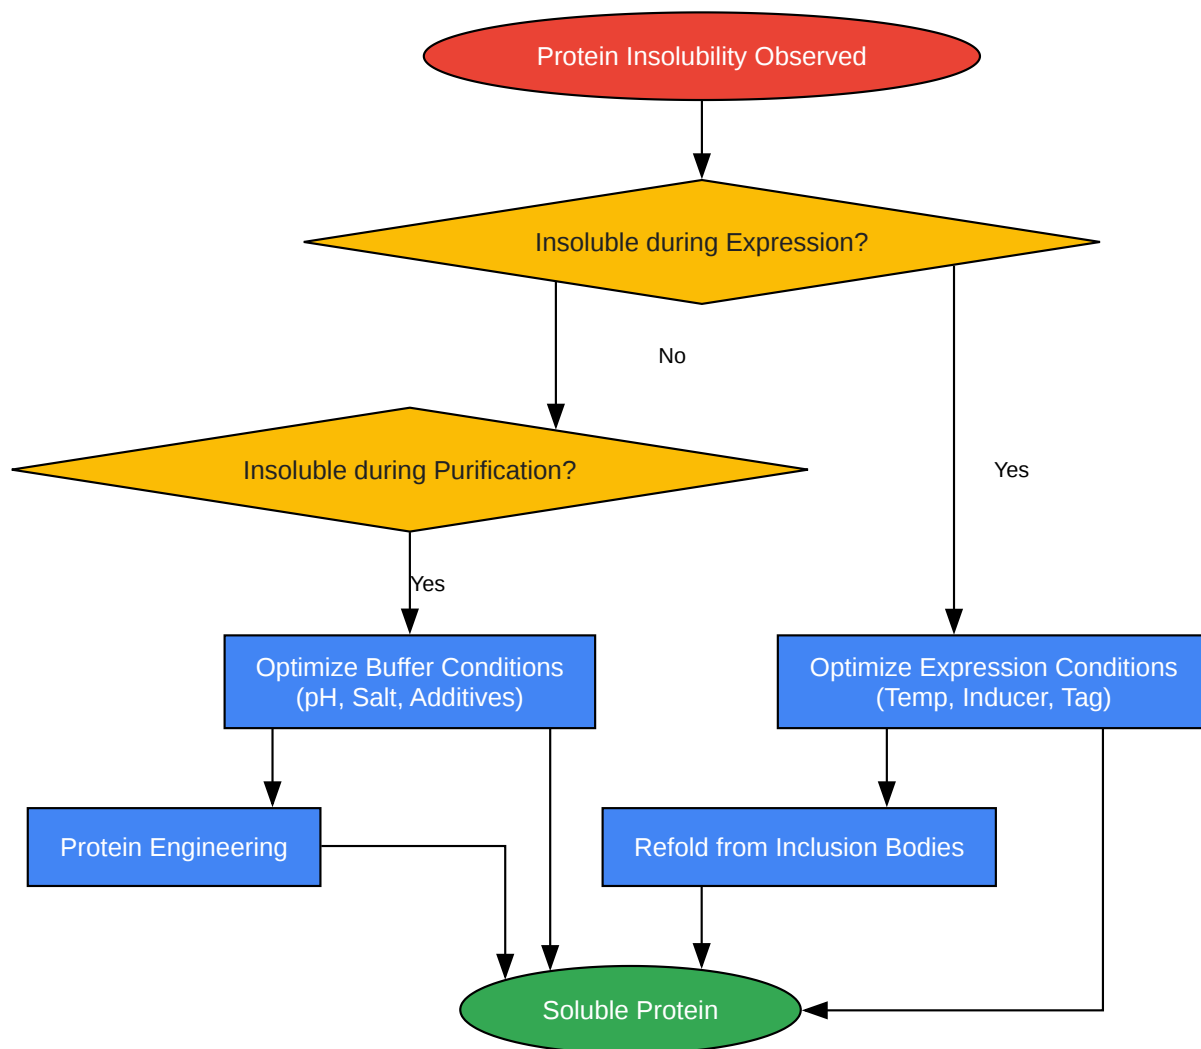 Protein Insolubility Observed
Insoluble during Expression?
No
Insoluble during Purification?
Yes
Yes
Optimize Buffer Conditions
(pH, Salt, Additives)
Optimize Expression Conditions
(Temp, Inducer, Tag)
Protein Engineering
Refold from Inclusion Bodies
Soluble Protein